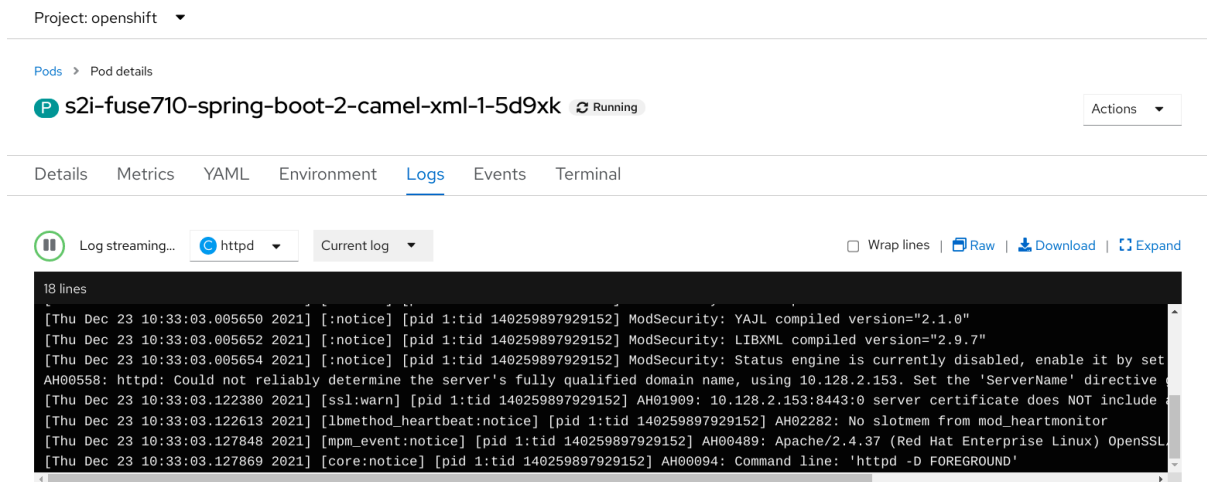 Project: openshift
Pods > Pod details
P s2i-fuse710-spring-boot-2-camel-xml-1-5d9xk Running
Actions
Details Metrics YAML Environment Logs Events Terminal
Log streaming... C httpd Current log Wrap lines | Raw | Download | Expand
18 lines
[Thu Dec 23 10:33:03.005650 2021] [:notice] [pid 1:tid 140259897929152] ModSecurity: YAJL compiled version="2.1.0"
[Thu Dec 23 10:33:03.005652 2021] [:notice] [pid 1:tid 140259897929152] ModSecurity: LIBXML compiled version="2.9.7"
[Thu Dec 23 10:33:03.005654 2021] [:notice] [pid 1:tid 140259897929152] ModSecurity: Status engine is currently disabled, enable it by set
AH00558: httpd: Could not reliably determine the server's fully qualified domain name, using 10.128.2.153. Set the 'ServerName' directive
[Thu Dec 23 10:33:03.122380 2021] [ssl:warn] [pid 1:tid 140259897929152] AH01909: 10.128.2.153:8443:0 server certificate does NOT include
[Thu Dec 23 10:33:03.122613 2021] [lbmethod_heartbeat:notice] [pid 1:tid 140259897929152] AH02282: No slotmem from mod_heartmonitor
[Thu Dec 23 10:33:03.127848 2021] [mpm_event:notice] [pid 1:tid 140259897929152] AH00489: Apache/2.4.37 (Red Hat Enterprise Linux) OpenSSL
[Thu Dec 23 10:33:03.127869 2021] [core:notice] [pid 1:tid 140259897929152] AH00094: Command line: 'httpd -D FOREGROUND'